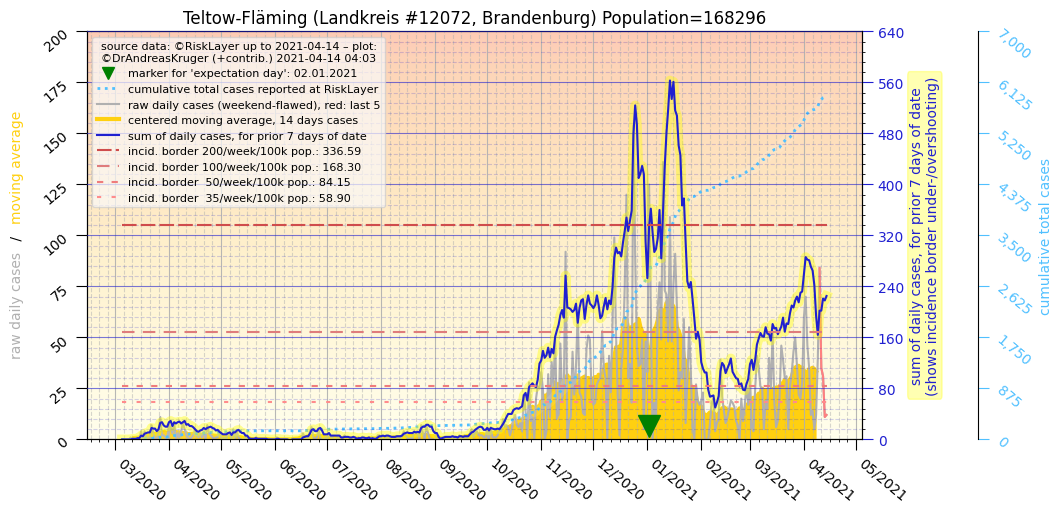 Teltow-Fläming (Landkreis #12072, Brandenburg) Population=168296
source data: ©RiskLayer up to 2021-04-14 – plot:
©DrAndreasKruger (+contrib.) 2021-04-14 04:03
marker for 'expectation day': 02.01.2021
cumulative total cases reported at RiskLayer
raw daily cases (weekend-flawed), red: last 5
centered moving average, 14 days cases
sum of daily cases, for prior 7 days of date
incid. border 200/week/100k pop.: 336.59
incid. border 100/week/100k pop.: 168.30
incid. border  50/week/100k pop.: 84.15
incid. border  35/week/100k pop.: 58.90
raw daily cases / moving average
200
175
150
125
100
75
50
25
0
03/2020
04/2020
05/2020
06/2020
07/2020
08/2020
09/2020
10/2020
11/2020
12/2020
01/2021
02/2021
03/2021
04/2021
05/2021
640
560
480
400
320
240
160
80
0
sum of daily cases, for prior 7 days of date
(shows incidence border under-/overshooting)
7,000
6,125
5,250
4,375
3,500
2,625
1,750
875
0
cumulative total cases